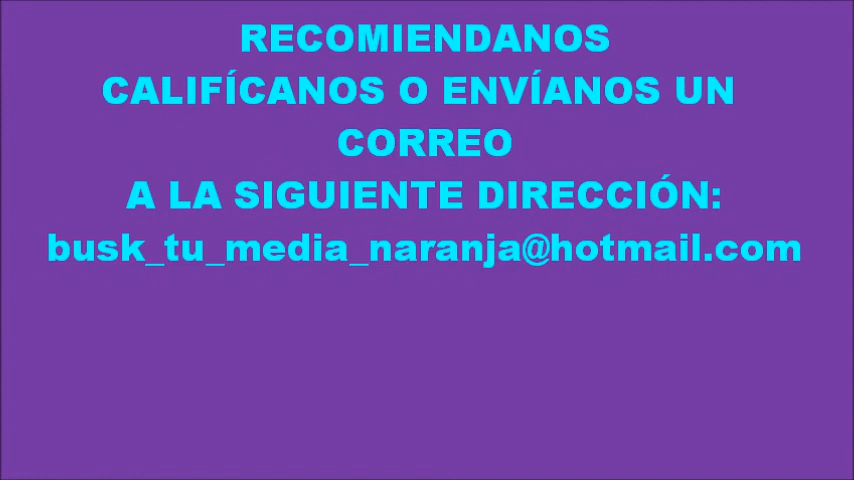 RECOMIENDANOS
CALIFÍCANOS O ENVÍANOS UN
CORREO
A LA SIGUIENTE DIRECCIÓN:
busk_tu_media_naranja@hotmail.com